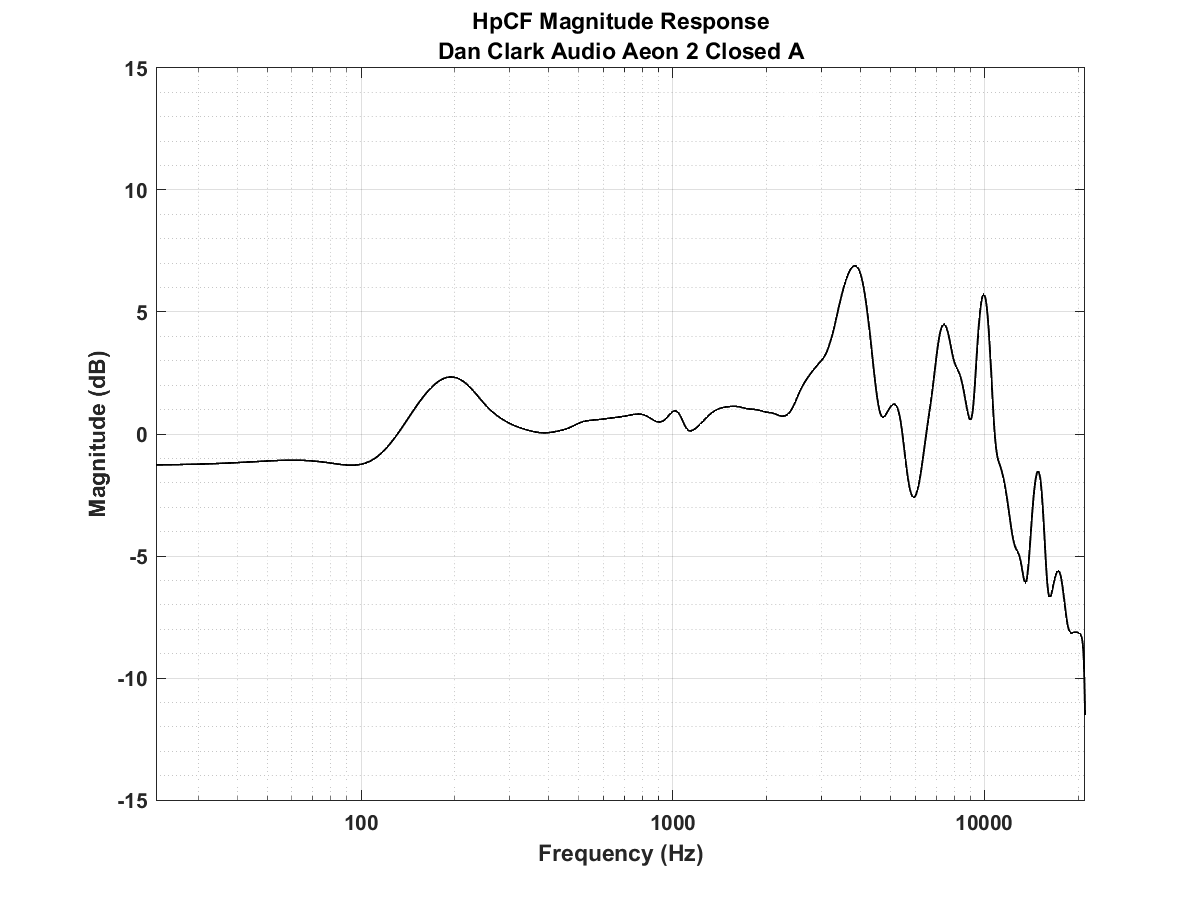 HpCF Magnitude Response
Dan Clark Audio Aeon 2 Closed A
15
10
5
0
-5
-10
-15
Magnitude (dB)
100
1000
10000
Frequency (Hz)